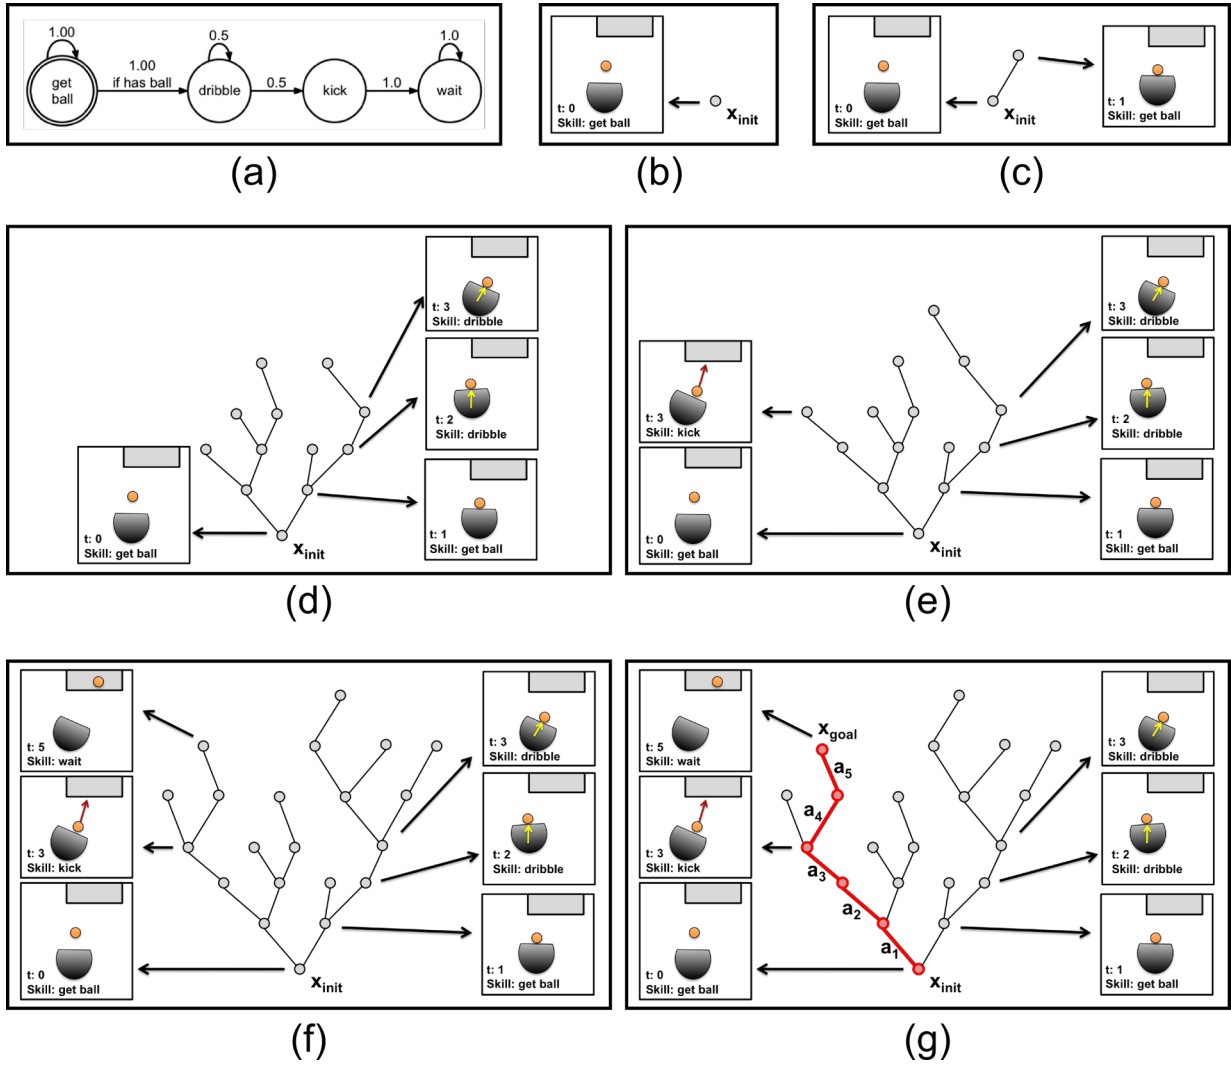 1.00
0.5
1.0
get
ball
1.00
if has ball
dribble
0.5
kick
1.0
wait
(a)
t: 0
Skill: get ball
xinit
(b)
t: 0
Skill: get ball
xinit
t: 1
Skill: get ball
(c)
t: 3
Skill: dribble
t: 2
Skill: dribble
t: 0
Skill: get ball
xinit
t: 1
Skill: get ball
(d)
t: 3
Skill: dribble
t: 3
Skill: kick
t: 2
Skill: dribble
t: 0
Skill: get ball
xinit
t: 1
Skill: get ball
(e)
t: 5
Skill: wait
t: 3
Skill: dribble
t: 3
Skill: kick
t: 2
Skill: dribble
t: 0
Skill: get ball
xinit
t: 1
Skill: get ball
(f)
t: 5
Skill: wait
xgoal
a5
a4
a3
a2
a1
t: 3
Skill: dribble
t: 3
Skill: kick
t: 2
Skill: dribble
t: 0
Skill: get ball
xinit
t: 1
Skill: get ball
(g)